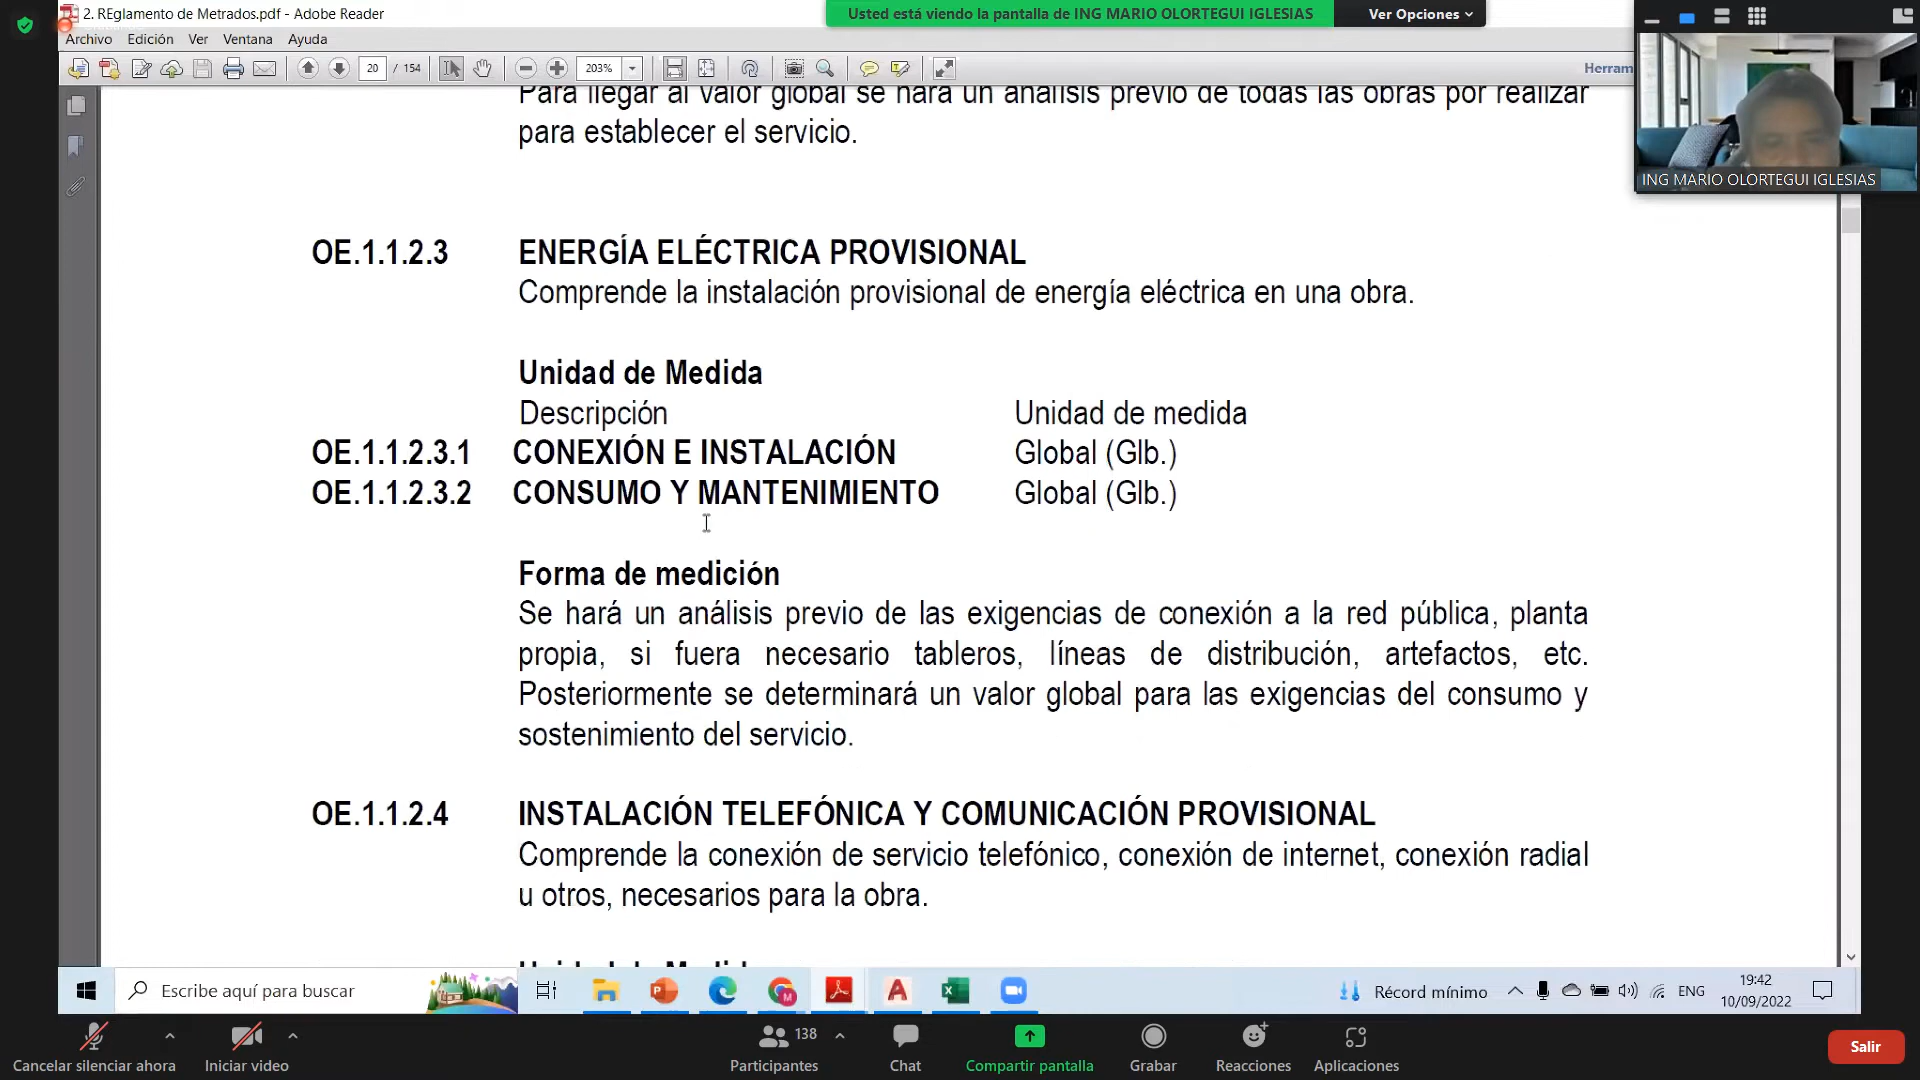 2. REglamento de Metrados.pdf - Adobe Reader
Usted está viendo la pantalla de ING MARIO OLORTEGUI IGLESIAS
Ver Opciones
Archivo Edición Ver Ventana Ayuda
20 / 154
203%
Herram
ING MARIO OLORTEGUI IGLESIAS
Para llegar al valor global se hará un análisis previo de todas las obras por realizar
para establecer el servicio.
OE.1.1.2.3 ENERGÍA ELÉCTRICA PROVISIONAL
Comprende la instalación provisional de energía eléctrica en una obra.
Unidad de Medida
Descripción Unidad de medida
OE.1.1.2.3.1 CONEXIÓN E INSTALACIÓN Global (Glb.)
OE.1.1.2.3.2 CONSUMO Y MANTENIMIENTO Global (Glb.)
Forma de medición
Se hará un análisis previo de las exigencias de conexión a la red pública, planta
propia, si fuera necesario tableros, líneas de distribución, artefactos, etc.
Posteriormente se determinará un valor global para las exigencias del consumo y
sostenimiento del servicio.
OE.1.1.2.4 INSTALACIÓN TELEFÓNICA Y COMUNICACIÓN PROVISIONAL
Comprende la conexión de servicio telefónico, conexión de internet, conexión radial
u otros, necesarios para la obra.
Unidad de Medida
Escribe aquí para buscar
Récord mínimo
ENG
19:42
10/09/2022
Cancelar silenciar ahora
Iniciar video
138
Participantes
Chat
Compartir pantalla
Grabar
Reacciones
Aplicaciones
Salir